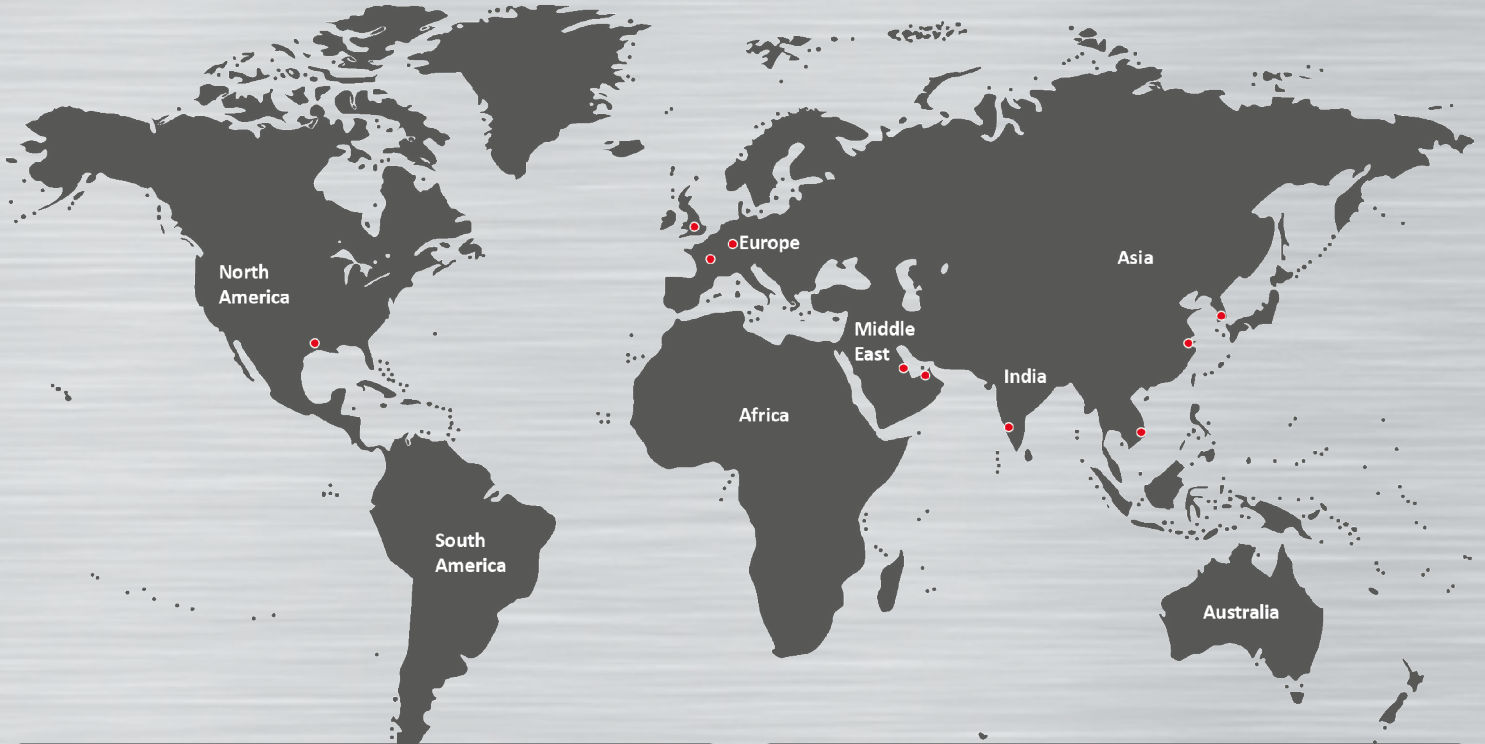 North
America
Europe
Asia
Middle
East
India
Africa
South
America
Australia